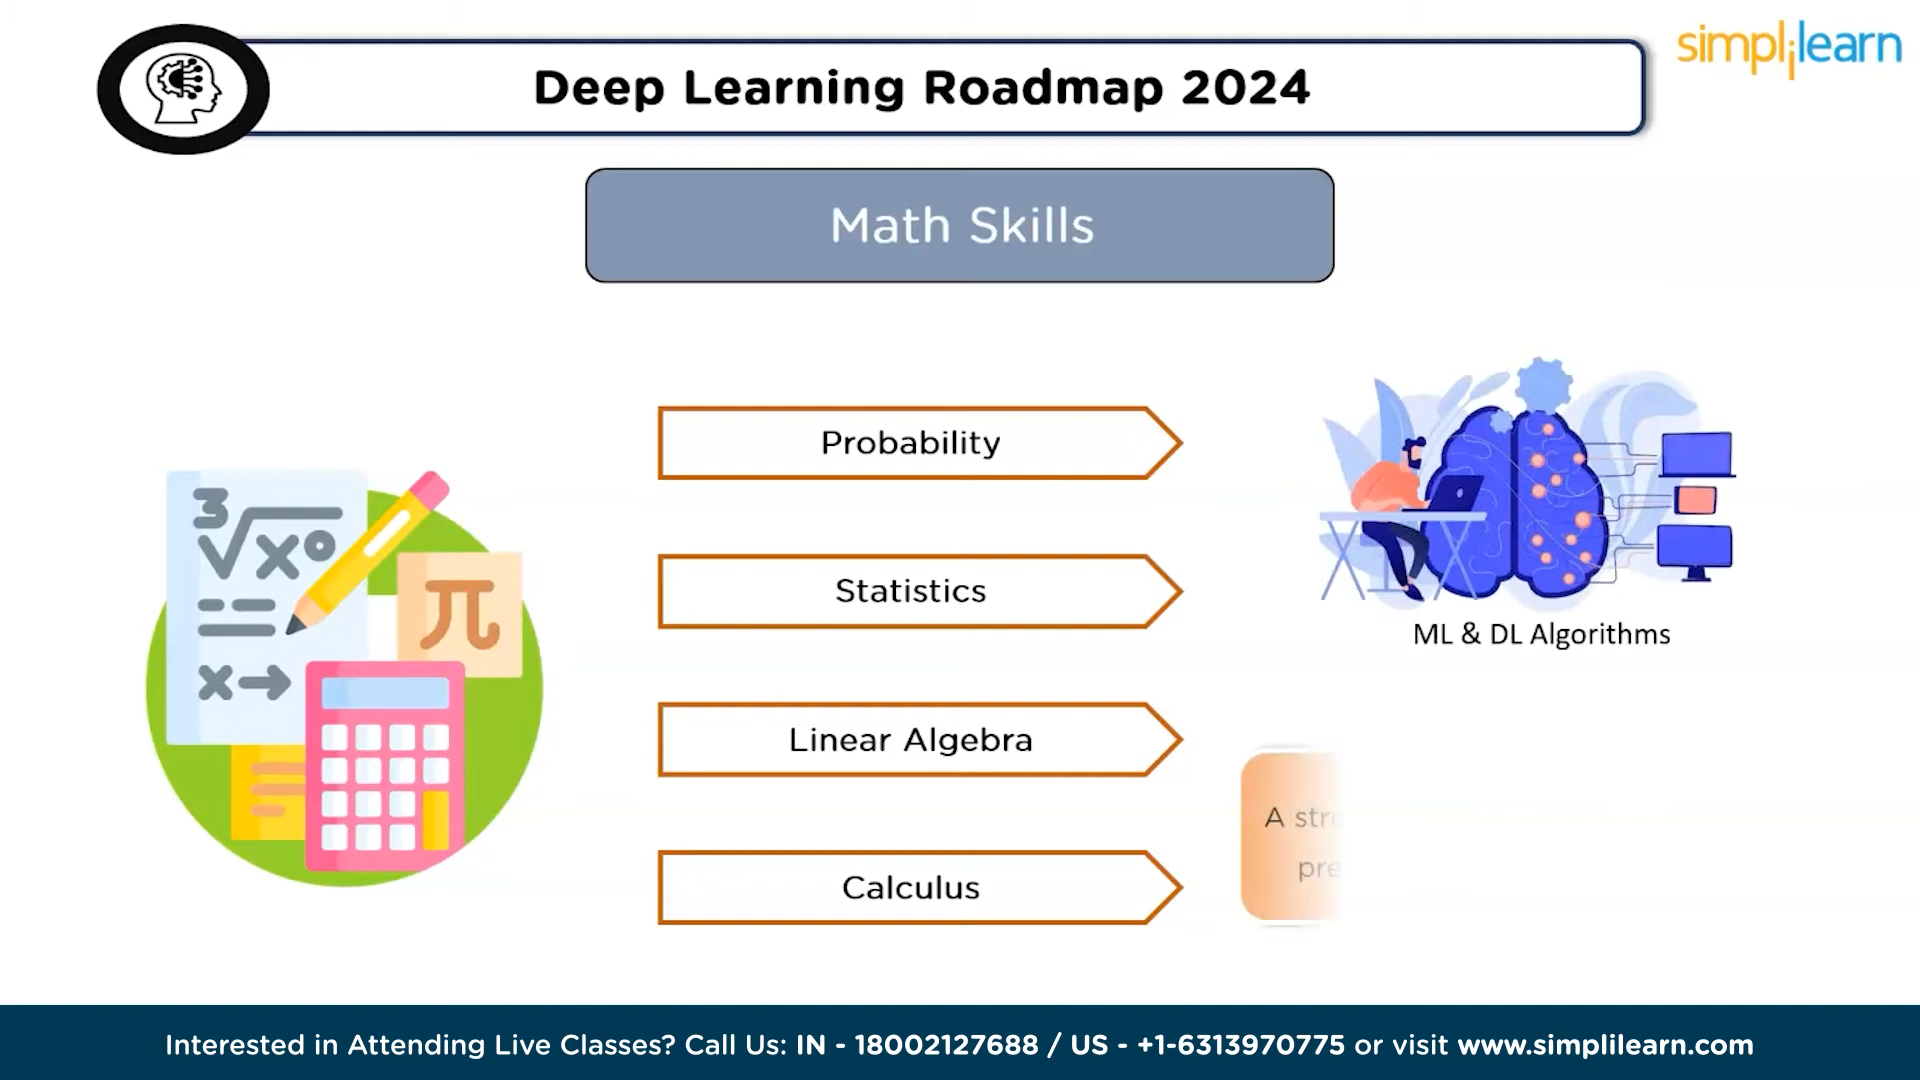 simplilearn
Deep Learning Roadmap 2024
Math Skills
Probability
Statistics
Linear Algebra
Calculus
3√x°
x→
π
ML & DL Algorithms
A
Interested in Attending Live Classes? Call Us: IN - 18002127688 / US - +1-6313970775 or visit www.simplilearn.com